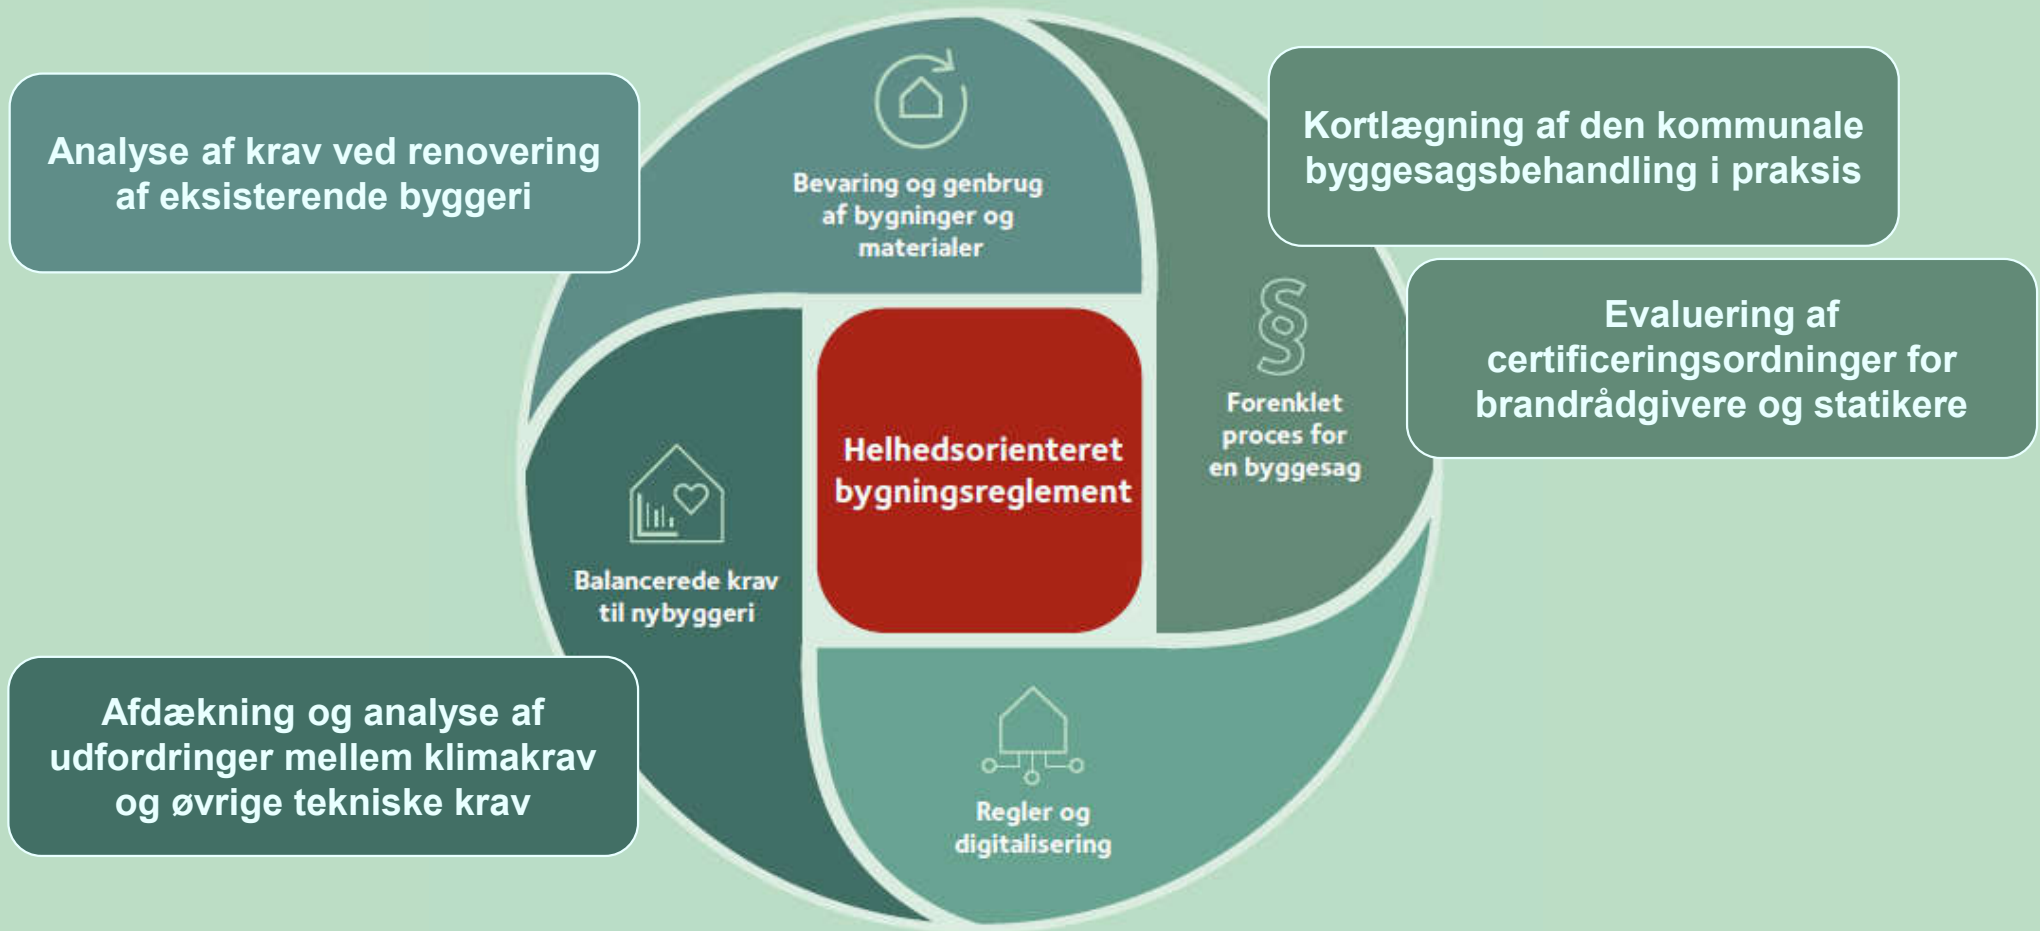 Analyse af krav ved renovering
af eksisterende byggeri
Bevaring og genbrug
af bygninger og
materialer
Kortlægning af den kommunale
byggesagsbehandling i praksis
Evaluering af
certificeringsordninger for
brandrådgivere og statikere
§
Forenklet
proces for
en byggesag
Helhedsorienteret
bygningsreglement
Balancerede krav
til nybyggeri
Afdækning og analyse af
udfordringer mellem klimakrav
og øvrige tekniske krav
Regler og
digitalisering